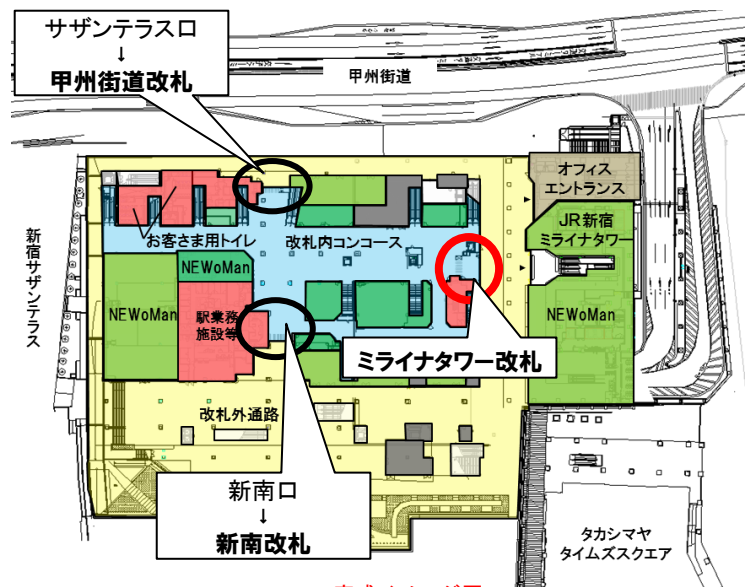 サザンテラス口
↓
甲州街道改札
甲州街道
オフィス
エントランス
JR新宿
ミライナタワー
NEWoMan
新宿サザンテラス
お客さま用トイレ
改札内コンコース
NEWoMan
NEWoMan
駅業務
施設等
ミライナタワー改札
改札外通路
新南口
↓
新南改札
タカシマヤ
タイムズスクエア